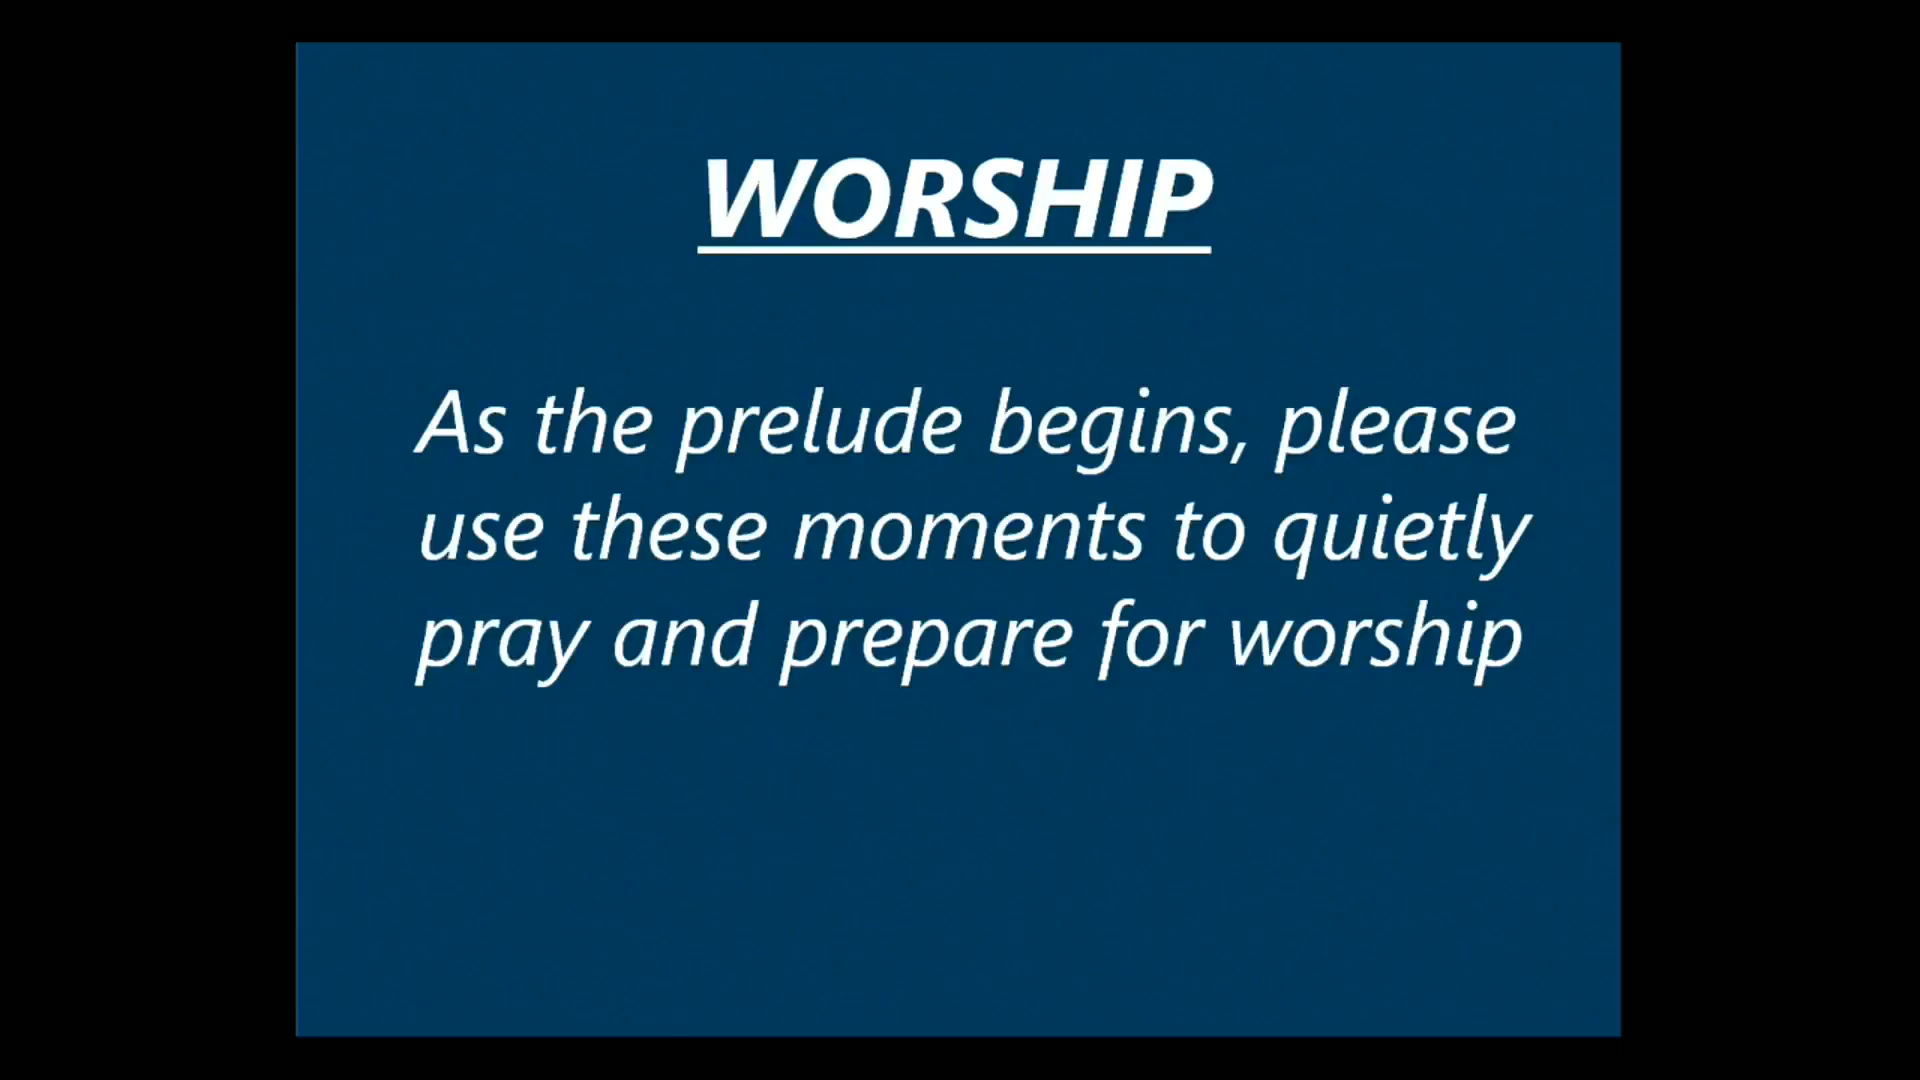 WORSHIP
As the prelude begins, please
use these moments to quietly
pray and prepare for worship